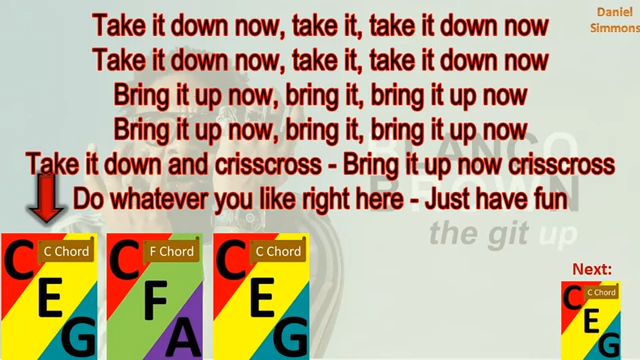 Daniel
Simmons
Take it down now, take it, take it down now
Take it down now, take it, take it down now
Bring it up now, bring it, bring it up now
Bring it up now, bring it, bring it up now
Take it down and crisscross - Bring it up now crisscross
Do whatever you like right here - Just have fun
BLANCO
BROWN
the git up
C Chord
C
E
G
F Chord
C
F
A
C Chord
C
E
G
Next:
C Chord
C
E
G